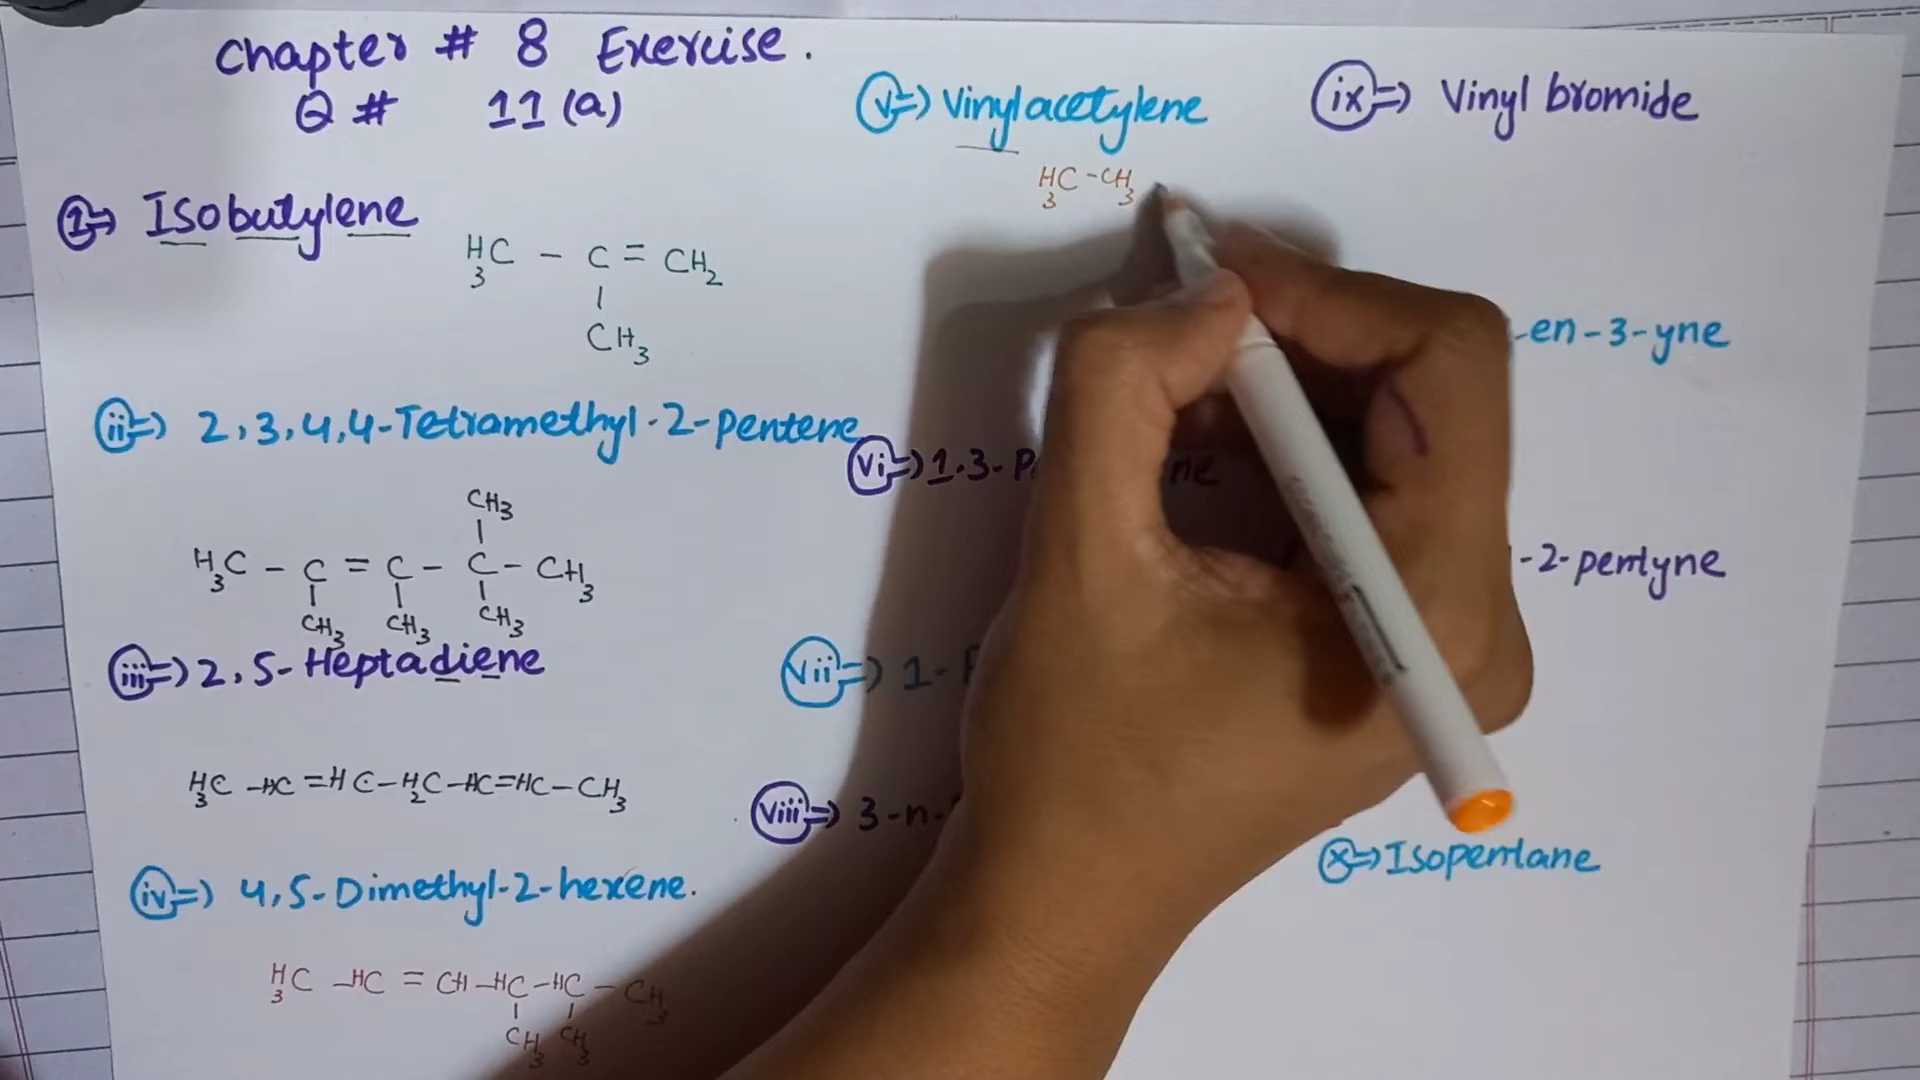 Chapter # 8 Exercise.
Q # 11 (a)
1⇒ Isobutylene
H3C - C = CH2
CH3
ii⇒ 2,3,4,4-Tetramethyl-2-Pentene
CH3
H3C - C = C - C - CH3
CH3 CH3 CH3
iii⇒ 2,5-Heptadiene
H3C -HC =HC-H2C-HC=HC-CH3
iv⇒ 4,5-Dimethyl-2-hexene.
H3C -HC = CH -HC -HC - CH3
CH3 CH3
v⇒ Vinylacetylene
H3C - CH3
vi⇒ 1.3-
vii⇒ 1-
viii⇒ 3-n-
ix⇒ Vinyl bromide
-en-3-yne
-2-pentyne
x⇒ Isopentane